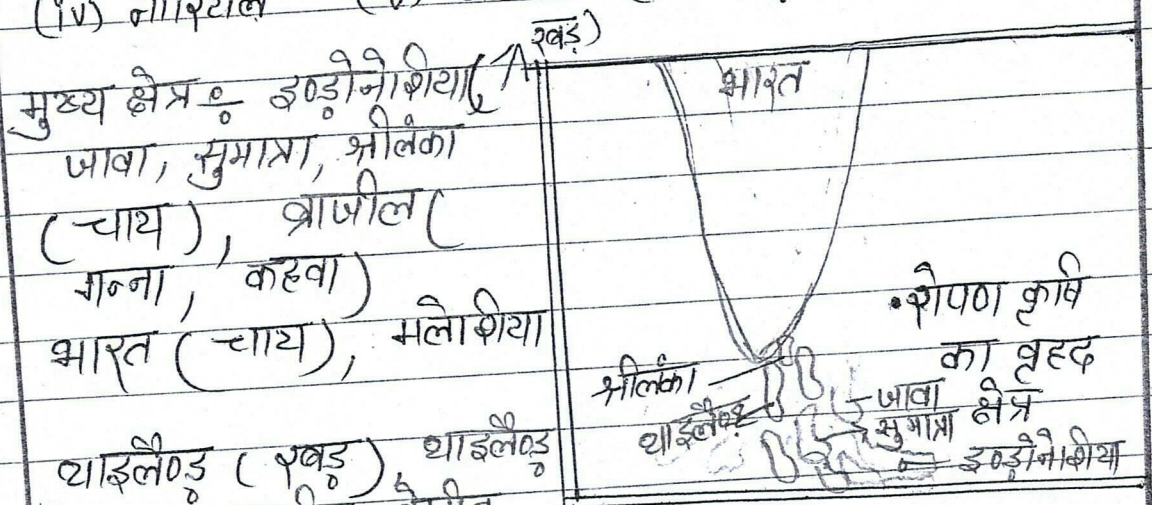 (iv) नारियल
रबड़)
मुख्य क्षेत्र ÷ इण्ड़ोनेशिया(
जावा, सुमात्रा, श्रीलंका
(चाय), ब्राजील(
गन्ना, कहवा)
भारत (चाय), मलेशिया
थाईलैण्ड़ (रबड़), थाईलैण्ड़
भारत
• रोपण कृषि
का वृहद
क्षेत्र
श्रीलंका
थाईलैण्ड़
जावा
सुमात्रा
इण्ड़ोनेशिया